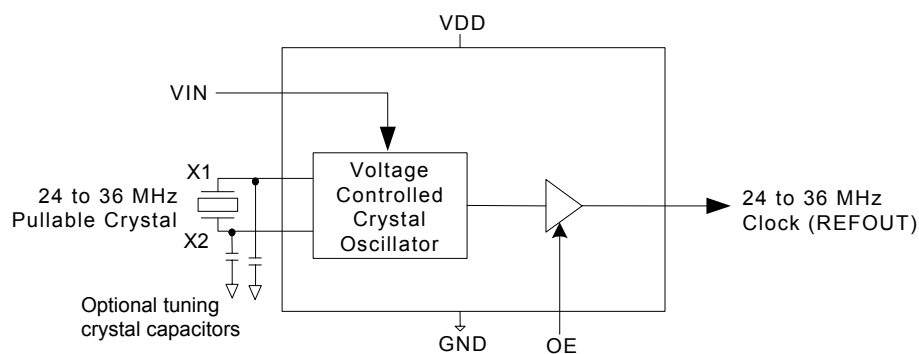 VDD
VIN
X1
24 to 36 MHz
Pullable Crystal
X2
Voltage
Controlled
Crystal
Oscillator
24 to 36 MHz
Clock (REFOUT)
Optional tuning
crystal capacitors
GND
OE